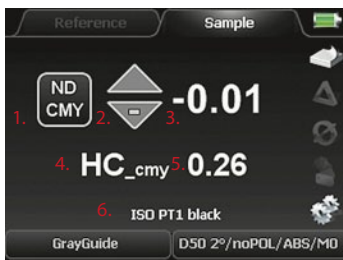 Reference Sample
ND
CMY
1. 2. 3. -0.01
4. HC_cmy 5. 0.26
6. ISO PT1 black
GrayGuide D50 2°/noPOL/ABS/M0